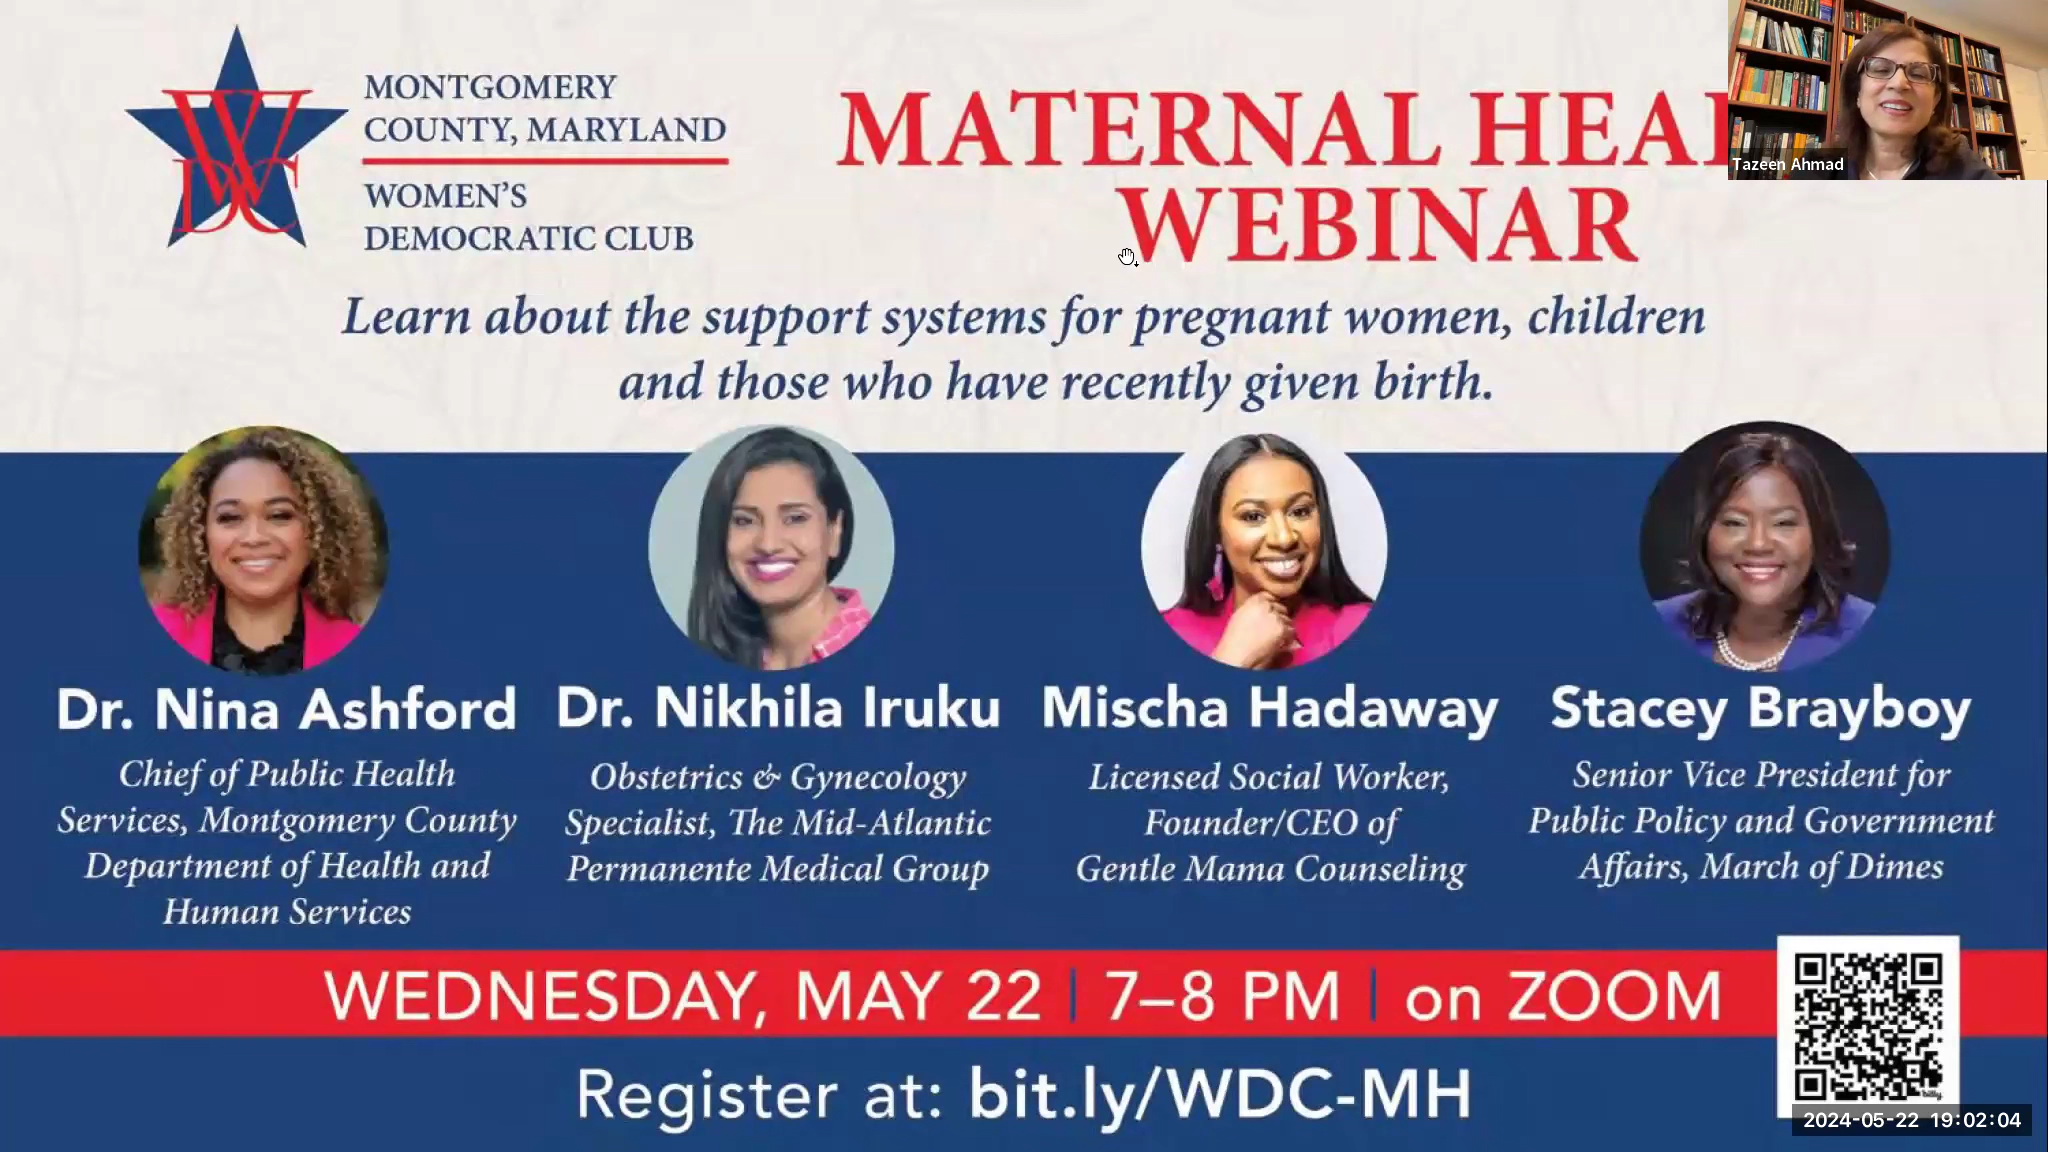 WDC
MONTGOMERY
COUNTY, MARYLAND
WOMEN'S
DEMOCRATIC CLUB
MATERNAL HEAL
WEBINAR
Tazeen Ahmad
Learn about the support systems for pregnant women, children
and those who have recently given birth.
Dr. Nina Ashford
Chief of Public Health
Services, Montgomery County
Department of Health and
Human Services
Dr. Nikhila Iruku
Obstetrics & Gynecology
Specialist, The Mid-Atlantic
Permanente Medical Group
Mischa Hadaway
Licensed Social Worker,
Founder/CEO of
Gentle Mama Counseling
Stacey Brayboy
Senior Vice President for
Public Policy and Government
Affairs, March of Dimes
WEDNESDAY, MAY 22 | 7–8 PM | on ZOOM
Register at: bit.ly/WDC-MH
bitly
2024-05-22 19:02:04